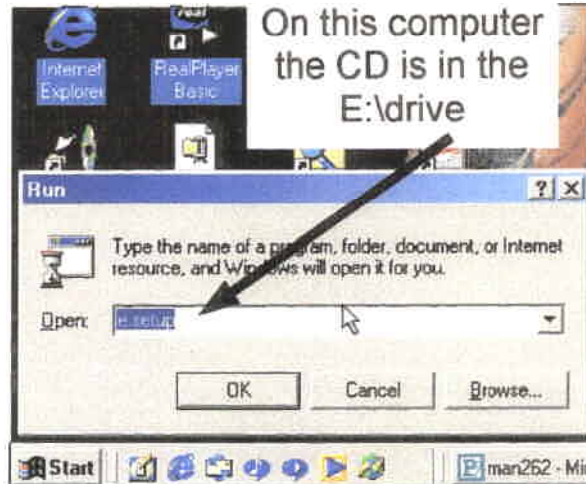 On this computer
the CD is in the
E:\drive
Internet
Explorer
RealPlayer
Basic
Run
Type the name of a program, folder, document, or Internet
resource, and Windows will open it for you.
Open:
OK
Cancel
Browse...
Start
man262 - Mi